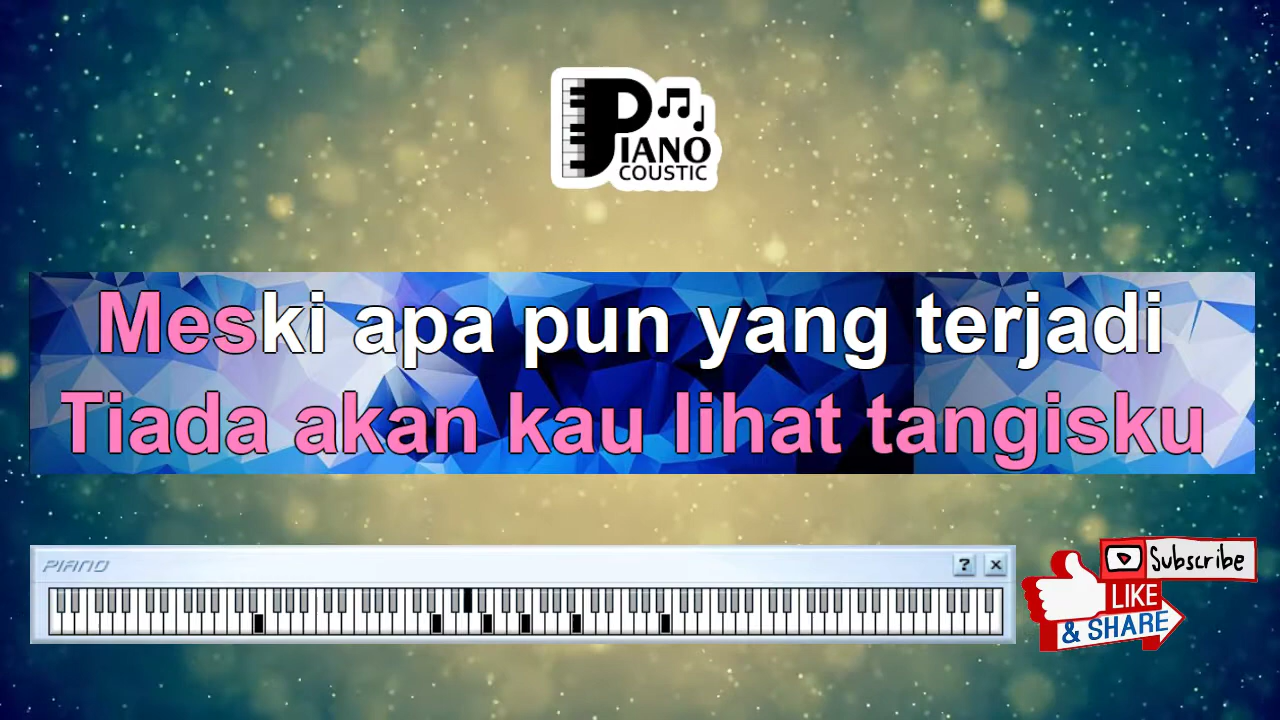 PIANO
COUSTIC
Meski apa pun yang terjadi
Tiada akan kau lihat tangisku
PIANO
? ×
Subscribe
LIKE
& SHARE